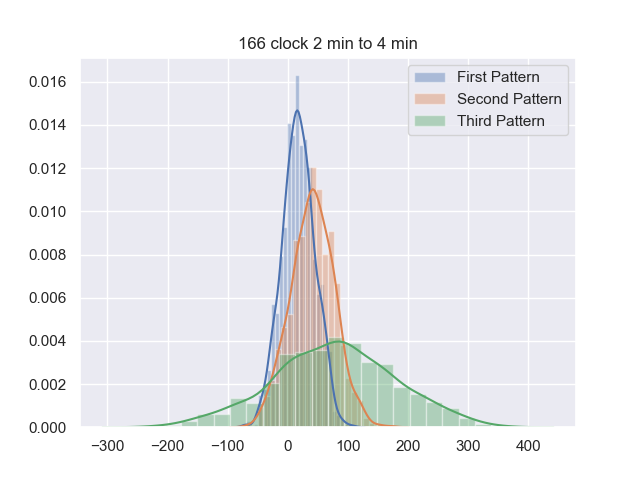 166 clock 2 min to 4 min
First Pattern
Second Pattern
Third Pattern
0.016
0.014
0.012
0.010
0.008
0.006
0.004
0.002
0.000
−300 −200 −100 0 100 200 300 400